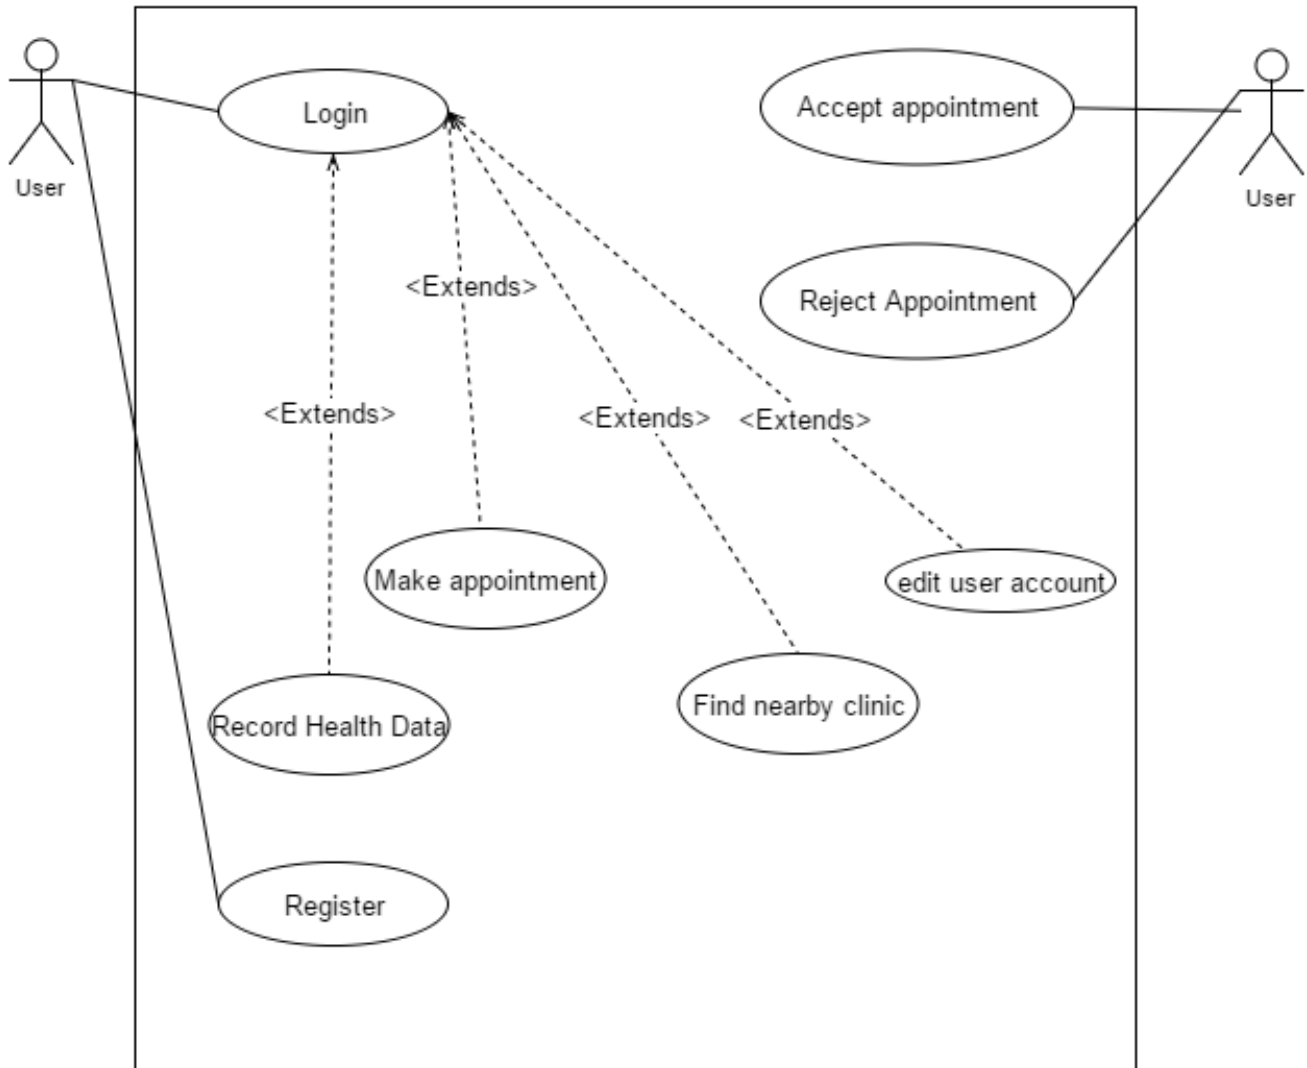 Login
Accept appointment
User
User
<Extends>
Reject Appointment
<Extends>
<Extends>
<Extends>
Make appointment
edit user account
Find nearby clinic
Record Health Data
Register